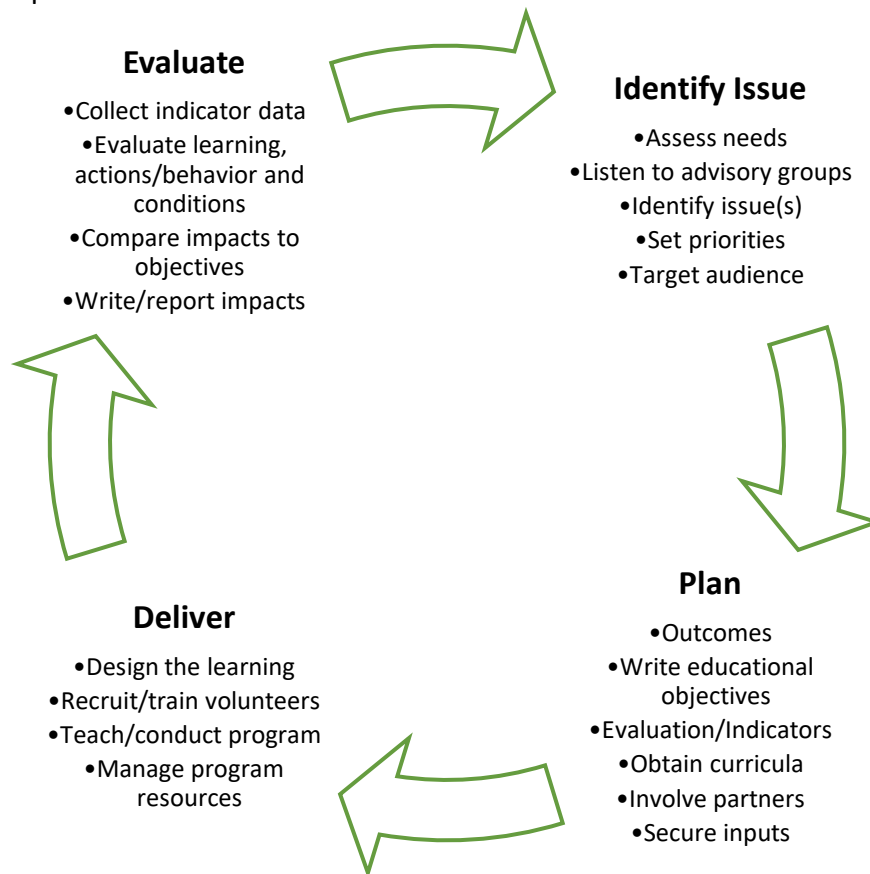 Evaluate
•Collect indicator data
•Evaluate learning,
actions/behavior and
conditions
•Compare impacts to
objectives
•Write/report impacts
Identify Issue
•Assess needs
•Listen to advisory groups
•Identify issue(s)
•Set priorities
•Target audience
Plan
•Outcomes
•Write educational
objectives
•Evaluation/Indicators
•Obtain curricula
•Involve partners
•Secure inputs
Deliver
•Design the learning
•Recruit/train volunteers
•Teach/conduct program
•Manage program
resources